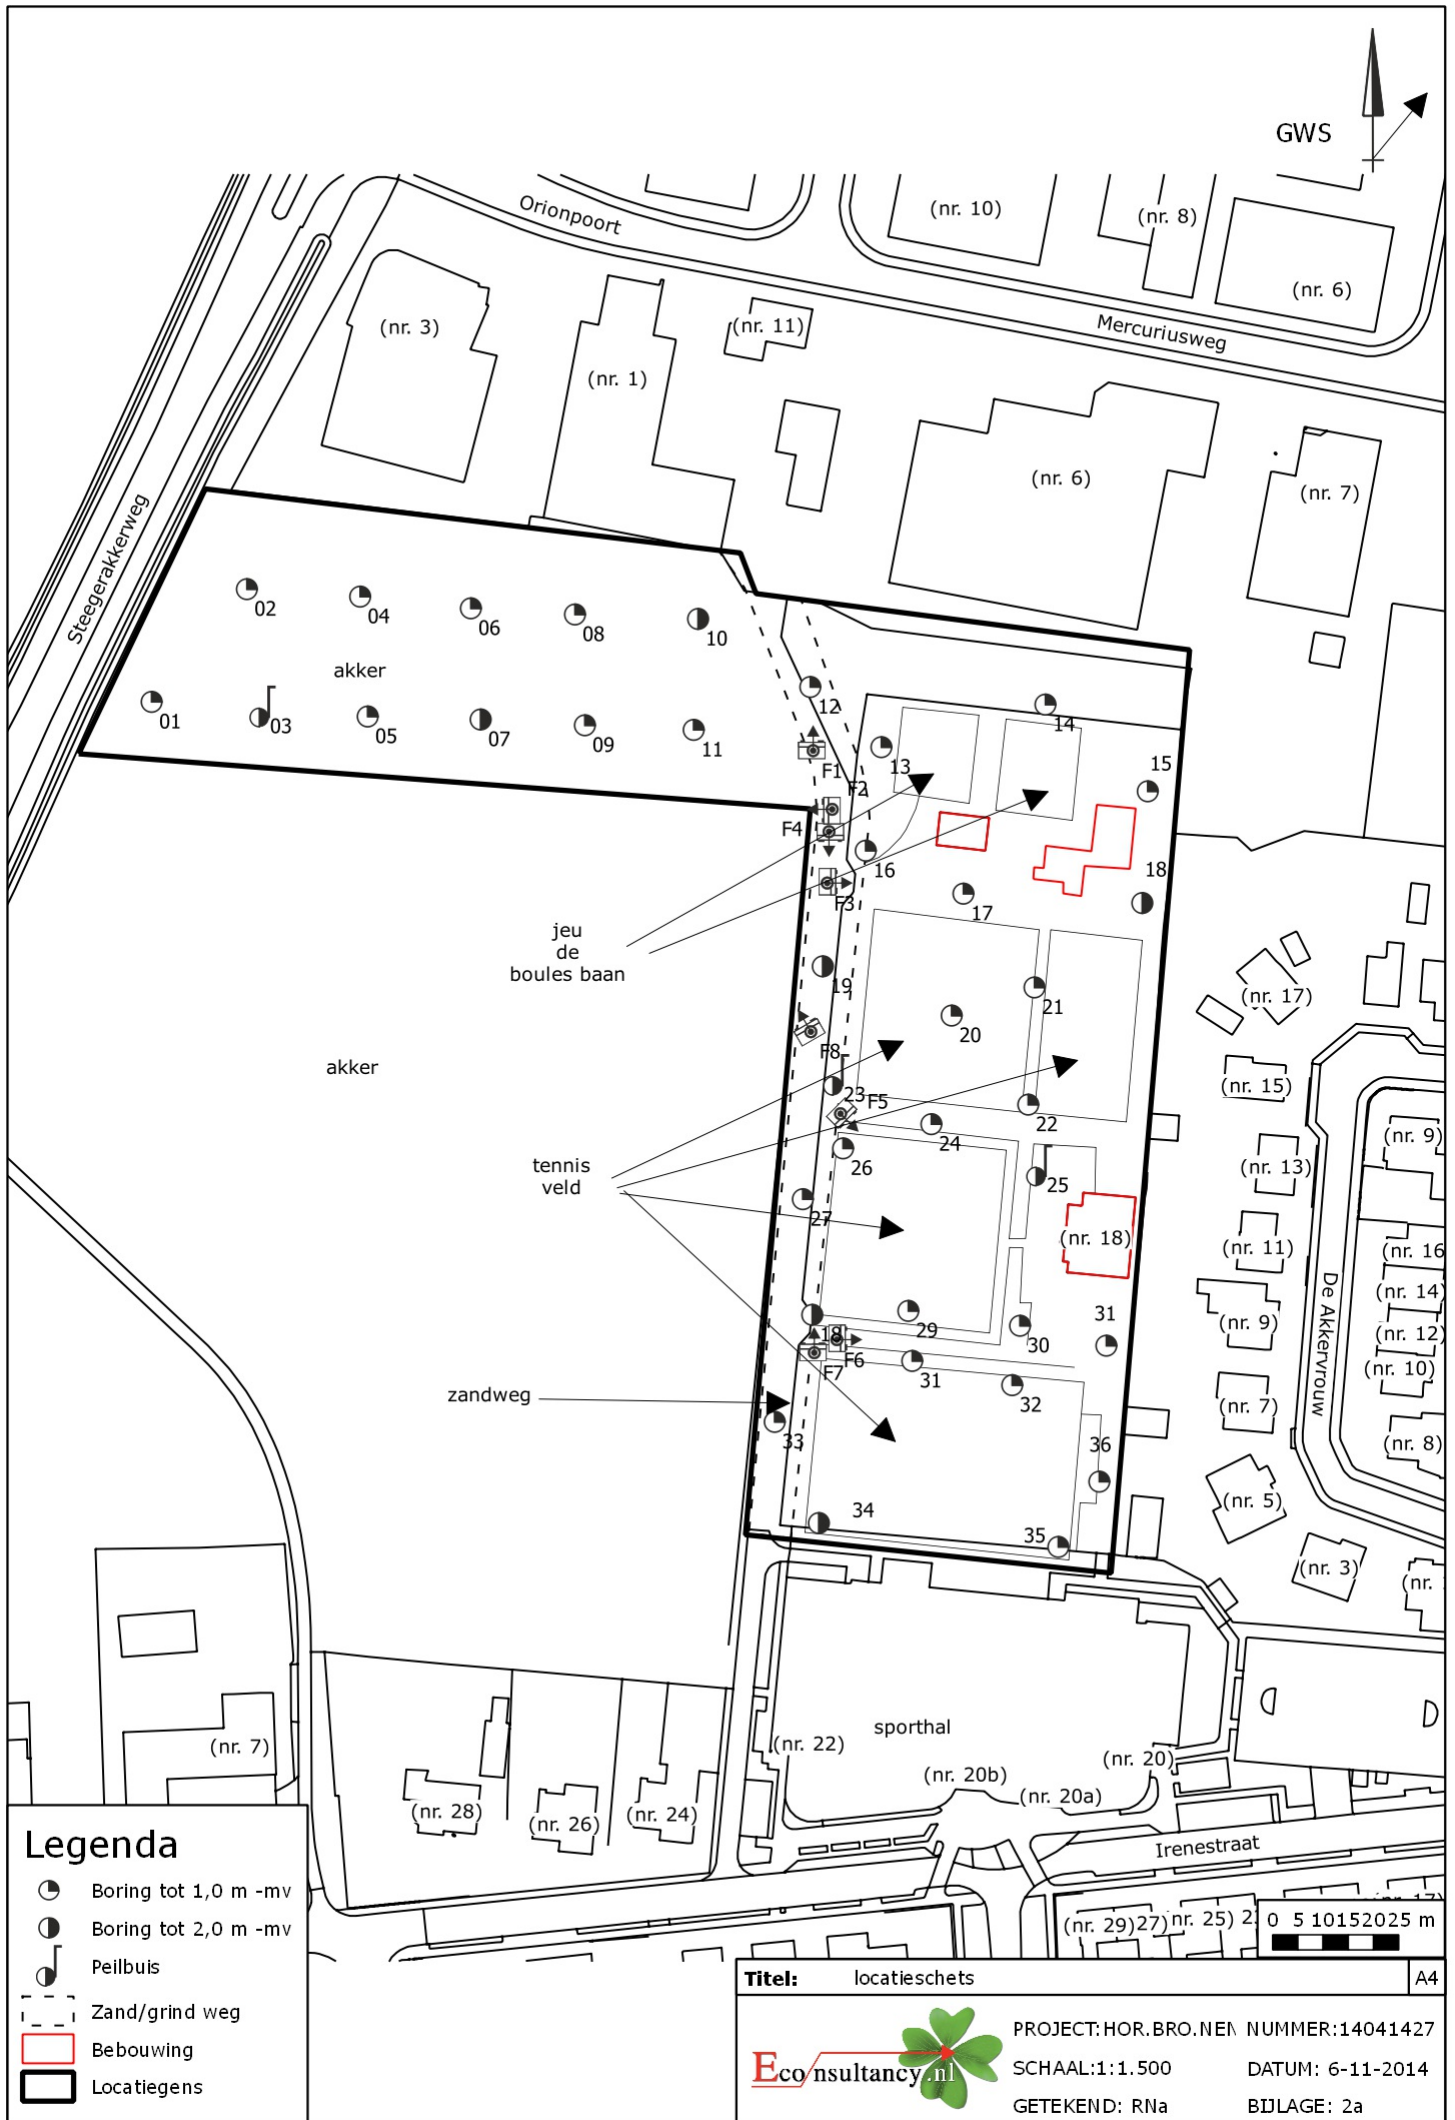 GWS
Orionpoort
(nr. 10)
(nr. 8)
(nr. 6)
Mercuriusweg
(nr. 3)
(nr. 11)
(nr. 1)
(nr. 6)
(nr. 7)
Steegerakkerweg
02
04
06
08
10
akker
01
03
05
07
09
11
12
14
13
15
F1
F2
F4
16
18
F3
17
jeu
de
boules baan
19
21
20
(nr. 17)
F8
akker
23
F5
22
(nr. 15)
24
(nr. 9)
26
25
(nr. 13)
tennis
veld
27
(nr. 18)
(nr. 11)
(nr. 16
(nr. 14)
De Akkervrouw
31
18
29
30
(nr. 9)
(nr. 12)
F6
F7
31
(nr. 10)
zandweg
32
(nr. 7)
33
36
(nr. 8)
34
(nr. 5)
35
(nr. 3)
(nr.
sporthal
(nr. 7)
(nr. 22)
(nr. 20)
(nr. 20b)
(nr. 20a)
(nr. 28)
(nr. 26)
(nr. 24)
Irenestraat
(nr. 29)
27)
nr. 25)
Legenda
Boring tot 1,0 m -mv
Boring tot 2,0 m -mv
Peilbuis
Zand/grind weg
Bebouwing
Locatiegens
0 5 10152025 m
Titel: locatieschets A4
Econsultancy.nl
PROJECT:HOR.BRO.NEN NUMMER:14041427
SCHAAL:1:1.500 DATUM: 6-11-2014
GETEKEND: RNa BIJLAGE: 2a